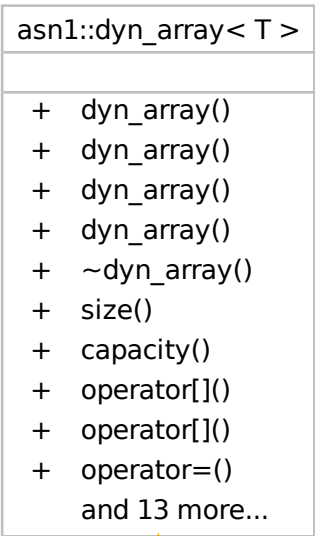 asn1::dyn_array< T >
+ dyn_array()
+ dyn_array()
+ dyn_array()
+ dyn_array()
+ ~dyn_array()
+ size()
+ capacity()
+ operator[]()
+ operator[]()
+ operator=()
and 13 more...